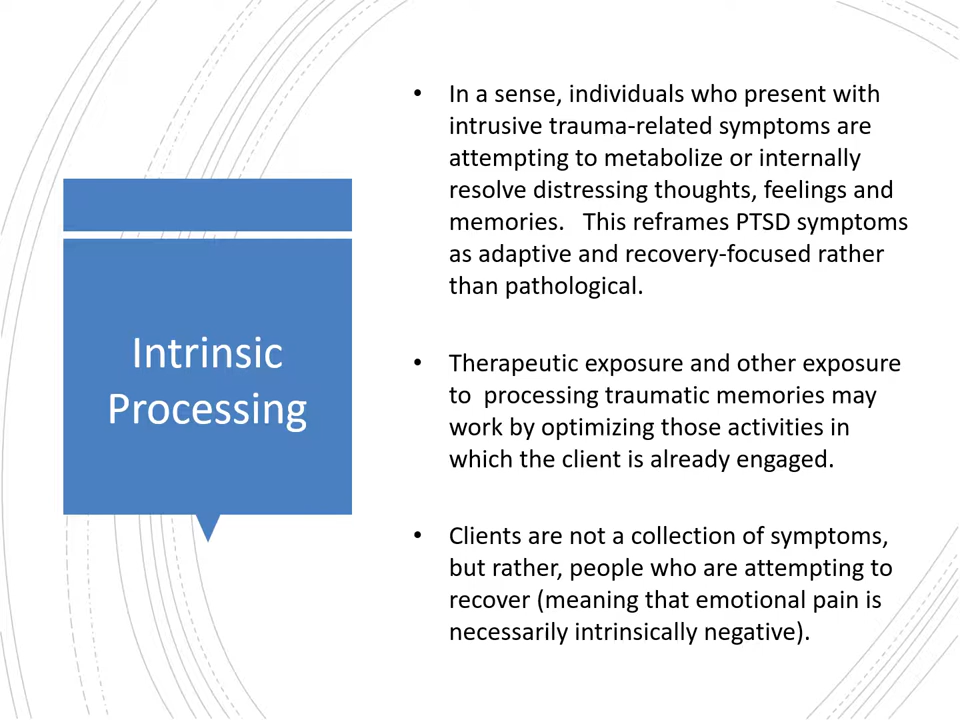 Intrinsic
Processing
• In a sense, individuals who present with
intrusive trauma-related symptoms are
attempting to metabolize or internally
resolve distressing thoughts, feelings and
memories.   This reframes PTSD symptoms
as adaptive and recovery-focused rather
than pathological.
• Therapeutic exposure and other exposure
to  processing traumatic memories may
work by optimizing those activities in
which the client is already engaged.
• Clients are not a collection of symptoms,
but rather, people who are attempting to
recover (meaning that emotional pain is
necessarily intrinsically negative).